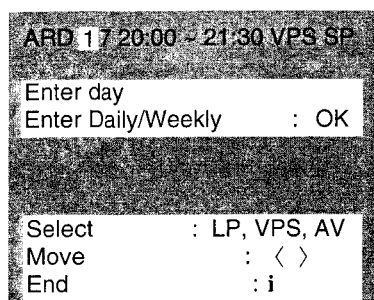 ARD 17 20:00 - 21:30 VPS SP
Enter day
Enter Daily/Weekly : OK
Select : LP, VPS, AV
Move : 〈 〉
End : i